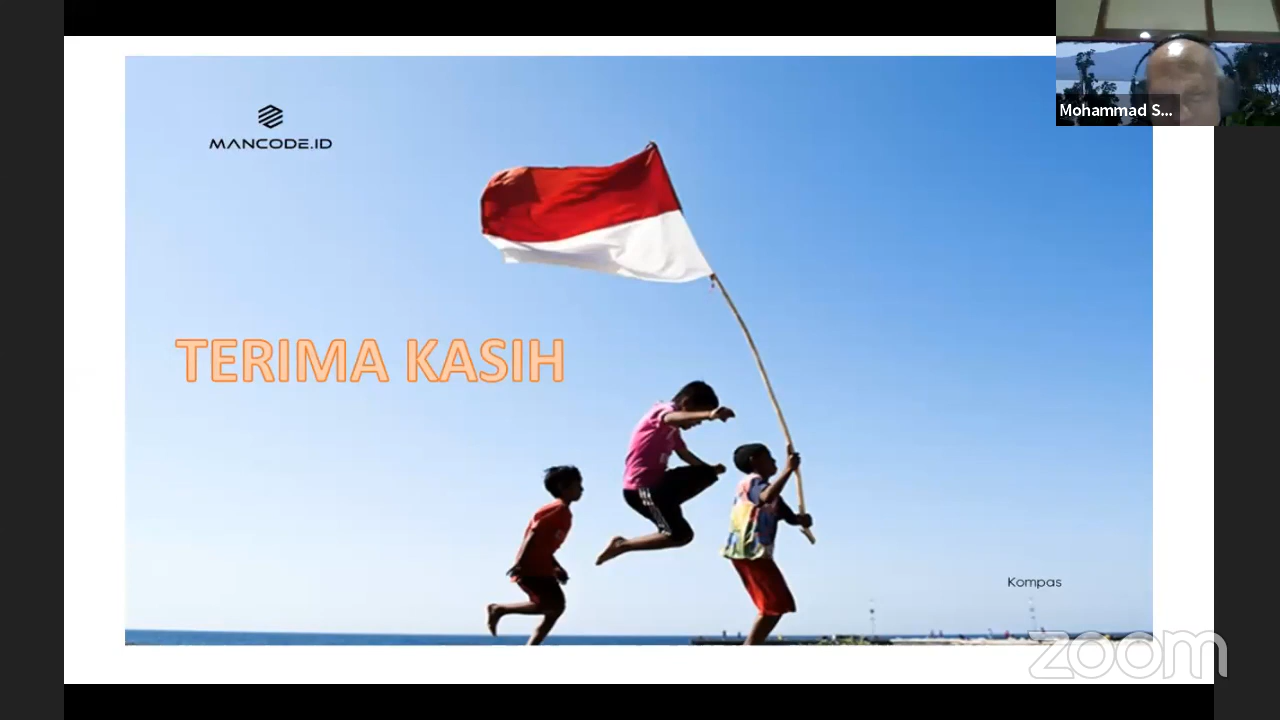 MANCODE.ID
Mohammad S...
TERIMA KASIH
Kompas
zoom